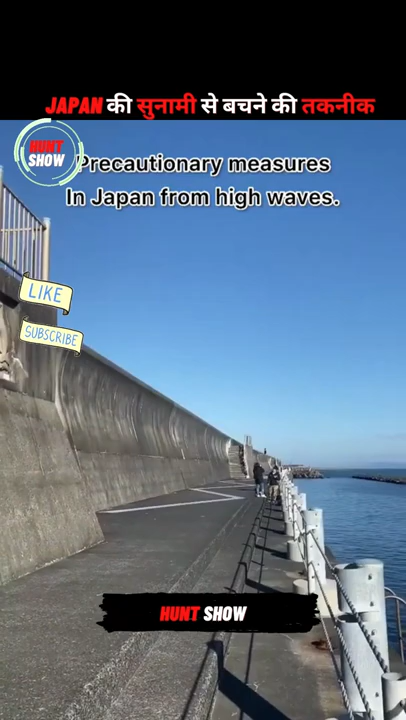 JAPAN की सुनामी से बचने की तकनीक
HUNT
SHOW
Precautionary measures
In Japan from high waves.
LIKE
SUBSCRIBE
HUNT SHOW